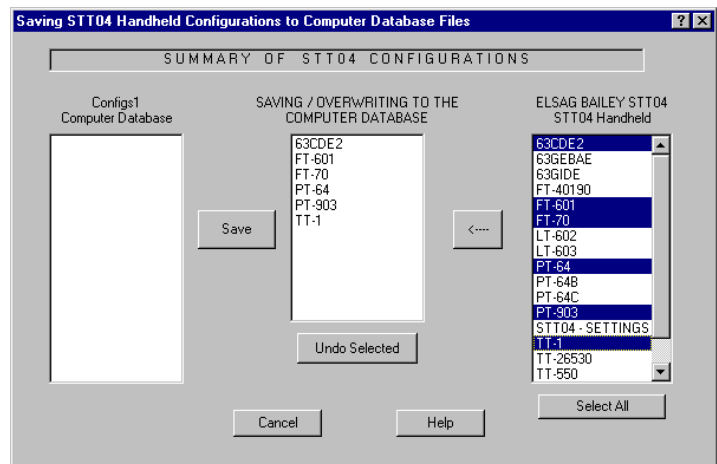 Saving STT04 Handheld Configurations to Computer Database Files
? X
SUMMARY OF STT04 CONFIGURATIONS
Configs1
Computer Database
SAVING / OVERWRITING TO THE
COMPUTER DATABASE
63CDE2
FT-601
FT-70
PT-64
PT-903
TT-1
Save
Undo Selected
<----
ELSAG BAILEY STT04
STT04 Handheld
63CDE2
63GEBAE
63GIDE
FT-40190
FT-601
FT-70
LT-602
LT-603
PT-64
PT-64B
PT-64C
PT-903
STT04 - SETTINGS
TT-1
TT-26530
TT-550
Select All
Cancel
Help